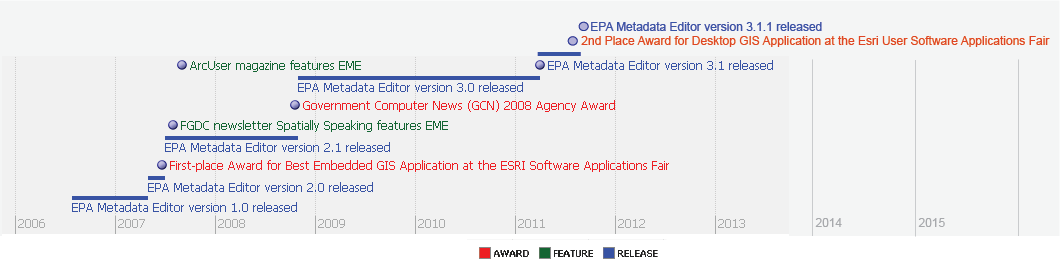 EPA Metadata Editor version 3.1.1 released
2nd Place Award for Desktop GIS Application at the Esri User Software Applications Fair
ArcUser magazine features EME
EPA Metadata Editor version 3.1 released
EPA Metadata Editor version 3.0 released
Government Computer News (GCN) 2008 Agency Award
FGDC newsletter Spatially Speaking features EME
EPA Metadata Editor version 2.1 released
First-place Award for Best Embedded GIS Application at the ESRI Software Applications Fair
EPA Metadata Editor version 2.0 released
EPA Metadata Editor version 1.0 released
2006 2007 2008 2009 2010 2011 2012 2013 2014 2015
AWARD FEATURE RELEASE